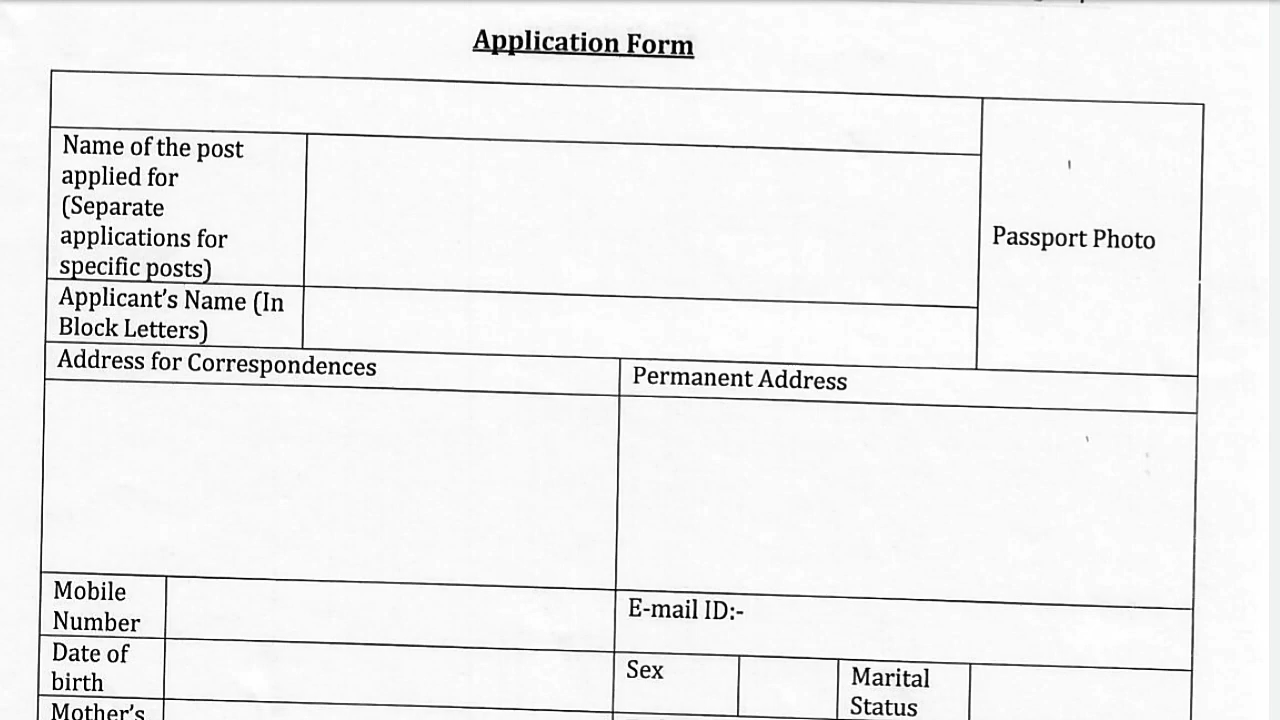 Application Form
Name of the post
applied for
(Separate
applications for
specific posts)
Passport Photo
Applicant's Name (In
Block Letters)
Address for Correspondences
Permanent Address
Mobile
Number
E-mail ID:-
Date of
birth
Sex
Marital
Status
Mother's